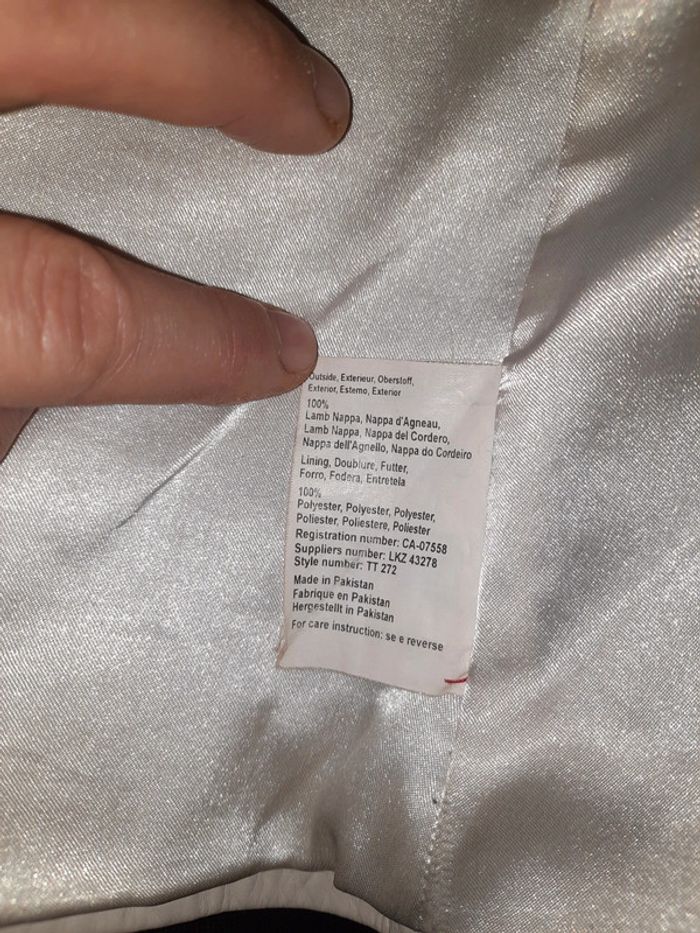 Outside, Exterieur, Oberstoff,
Exterior, Esterno, Exterior
100%
Lamb Nappa, Nappa d'Agneau,
Lamb Nappa, Nappa del Cordero,
Nappa dell'Agnello, Nappa do Cordeiro
Lining, Doublure, Futter,
Forro, Fodera, Entretela
100%
Polyester, Polyester, Polyester,
Poliester, Poliestere, Poliester
Registration number: CA-07558
Suppliers number: LKZ 43278
Style number: TT 272
Made in Pakistan
Fabrique en Pakistan
Hergestellt in Pakistan
For care instruction: se e reverse